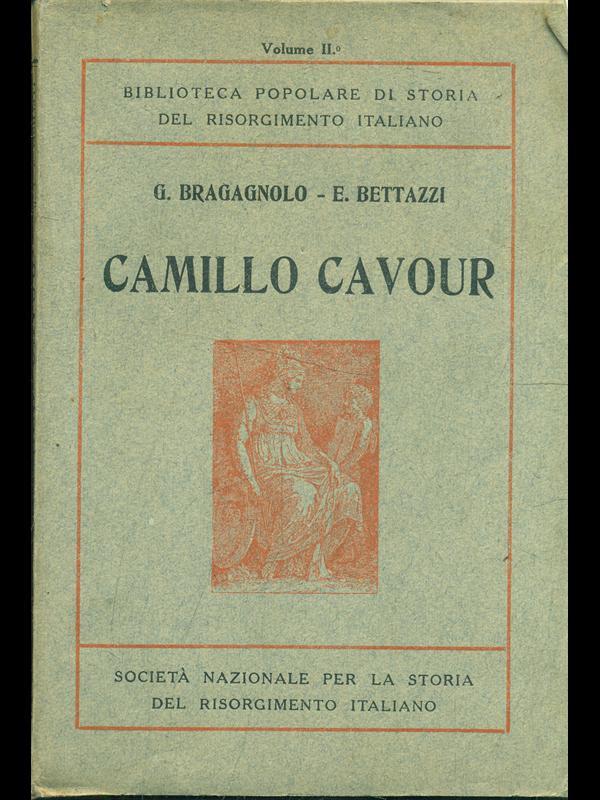 Volume II.º
BIBLIOTECA POPOLARE DI STORIA
DEL RISORGIMENTO ITALIANO
G. BRAGAGNOLO - E. BETTAZZI
CAMILLO CAVOUR
SOCIETÀ NAZIONALE PER LA STORIA
DEL RISORGIMENTO ITALIANO